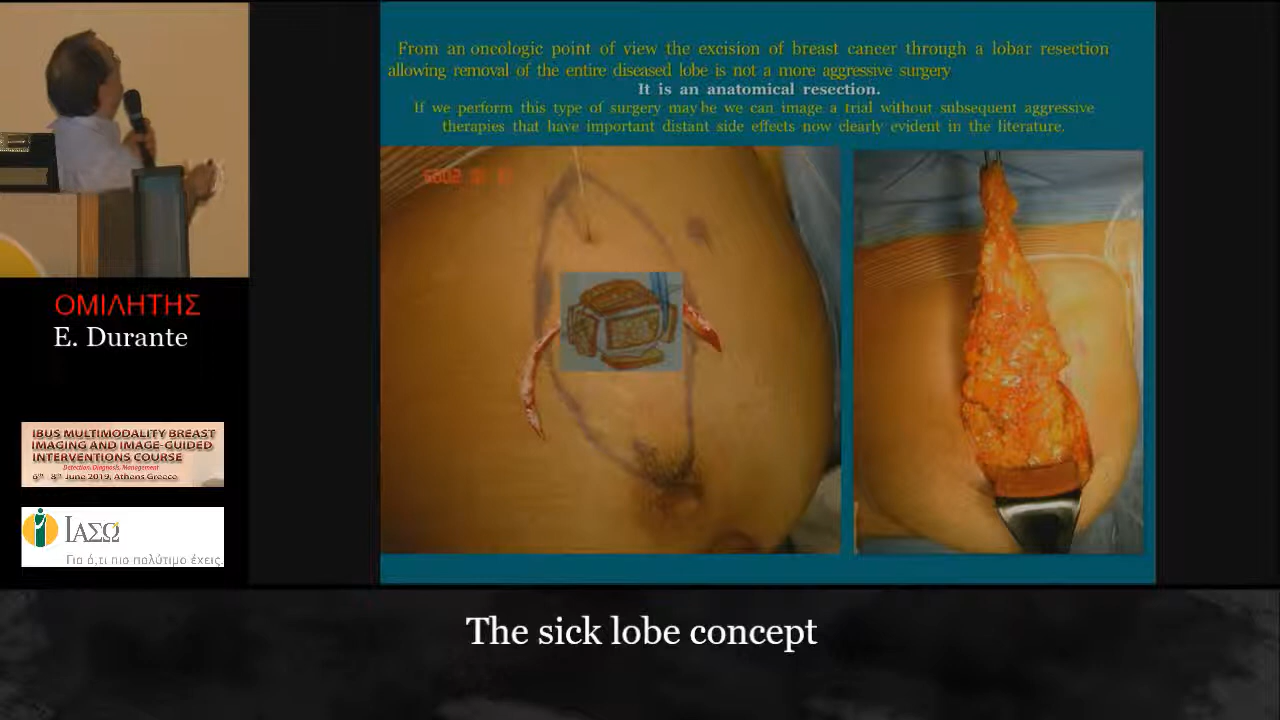 From an oncologic point of view the excision of breast cancer through a lobar resection
allowing removal of the entire diseased lobe is not a more aggressive surgery
It is an anatomical resection.
If we perform this type of surgery may be we can image a trial without subsequent aggressive
therapies that have important distant side effects now clearly evident in the literature.
ΟΜΙΛΗΤΗΣ
E. Durante
IBUS MULTIMODALITY BREAST
IMAGING AND IMAGE-GUIDED
INTERVENTIONS COURSE
Detection, Diagnosis, Management
6th - 8th June 2019, Athens Greece
ΙΑΣΩ
Για ό,τι πιο πολύτιμο έχεις.
The sick lobe concept